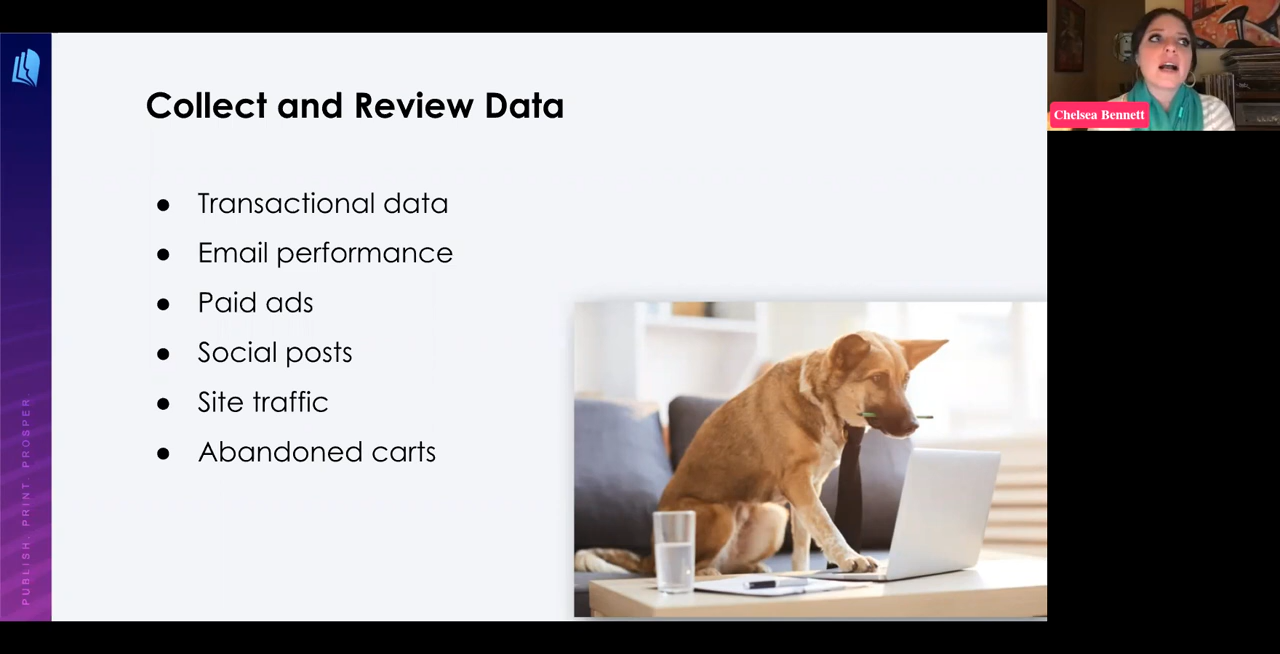 Collect and Review Data
● Transactional data
● Email performance
● Paid ads
● Social posts
● Site traffic
● Abandoned carts
PUBLISH. PRINT. PROSPER
Chelsea Bennett